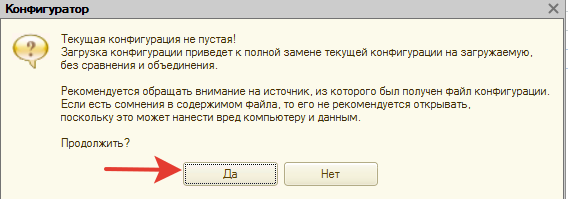 Конфигуратор
Текущая конфигурация не пустая!
Загрузка конфигурации приведет к полной замене текущей конфигурации на загружаемую,
без сравнения и объединения.
Рекомендуется обращать внимание на источник, из которого был получен файл конфигурации.
Если есть сомнения в содержимом файла, то его не рекомендуется открывать,
поскольку это может нанести вред компьютеру и данным.
Продолжить?
Да
Нет